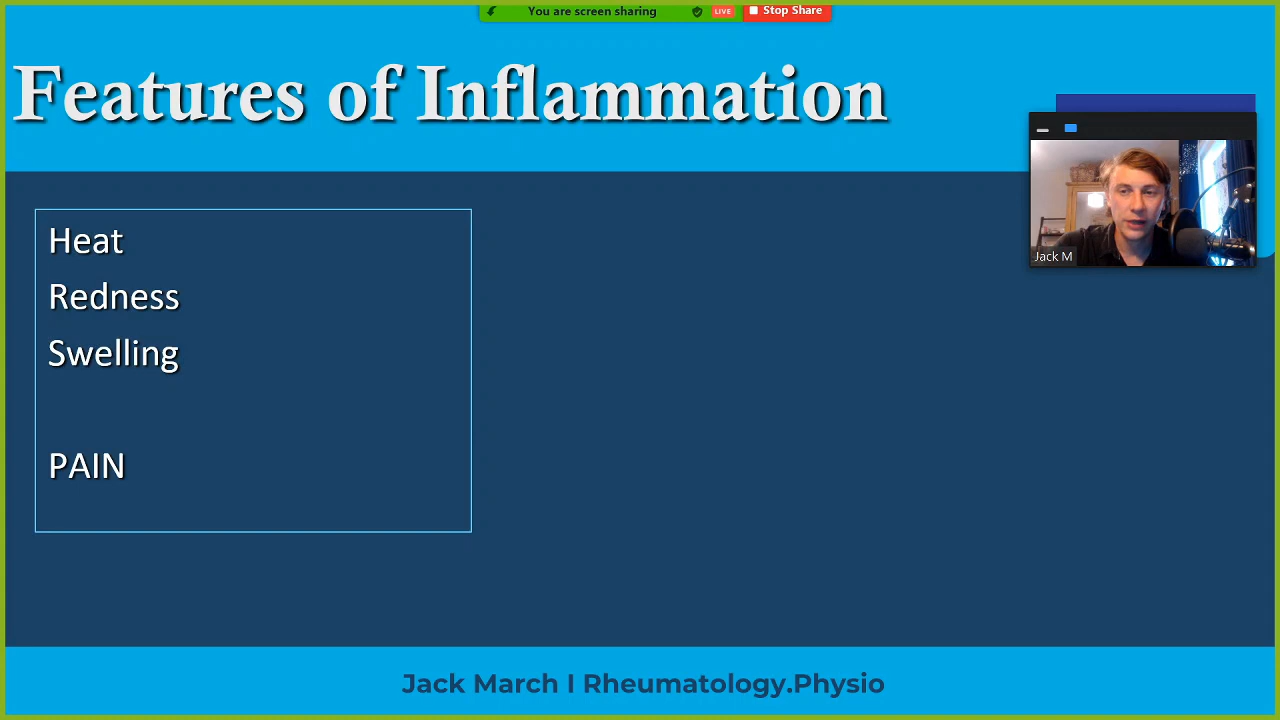 You are screen sharing
LIVE
Stop Share
Features of Inflammation
Jack M
Heat
Redness
Swelling
PAIN
Jack March I Rheumatology.Physio